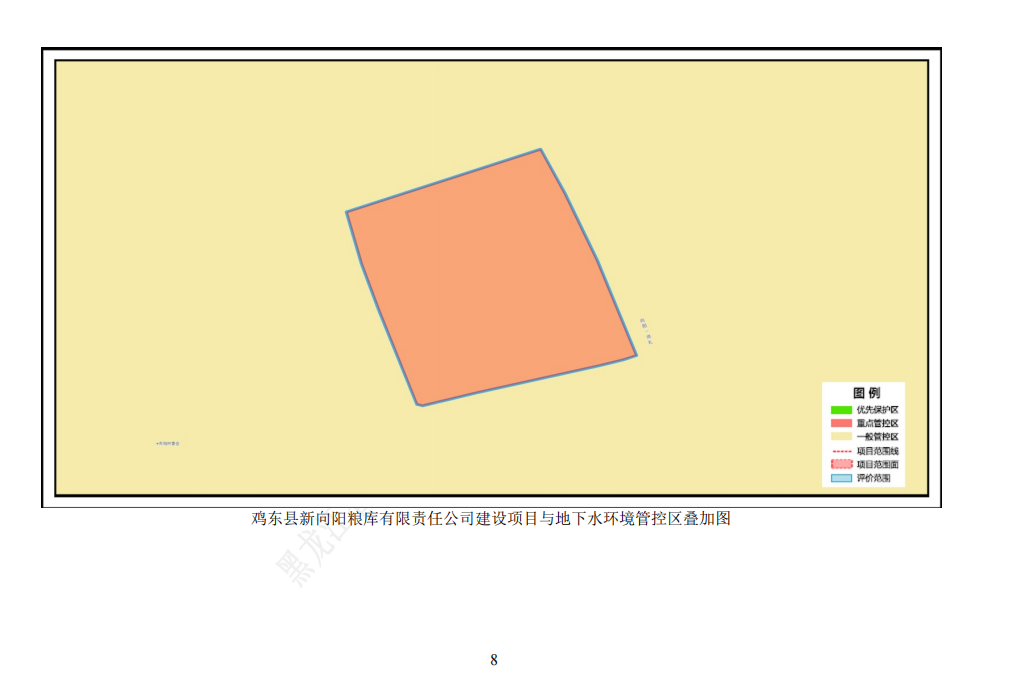 图 例
优先保护区
重点管控区
一般管控区
项目范围线
项目范围面
评价范围
鸡东县新向阳粮库有限责任公司建设项目与地下水环境管控区叠加图
黑龙江
8